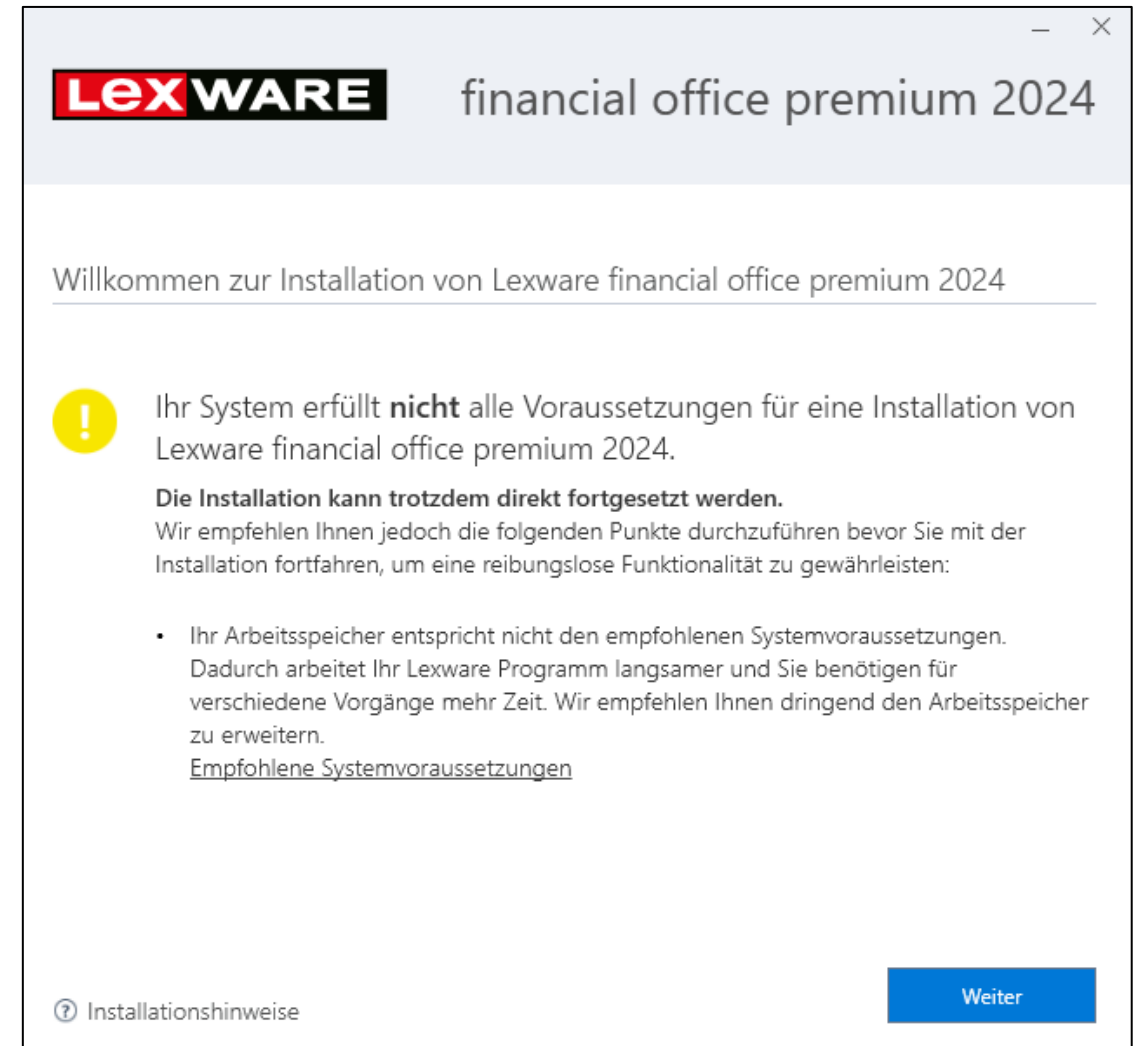 LEXWARE financial office premium 2024
Willkommen zur Installation von Lexware financial office premium 2024
Ihr System erfüllt nicht alle Voraussetzungen für eine Installation von
Lexware financial office premium 2024.
Die Installation kann trotzdem direkt fortgesetzt werden.
Wir empfehlen Ihnen jedoch die folgenden Punkte durchzuführen bevor Sie mit der
Installation fortfahren, um eine reibungslose Funktionalität zu gewährleisten:
• Ihr Arbeitsspeicher entspricht nicht den empfohlenen Systemvoraussetzungen.
Dadurch arbeitet Ihr Lexware Programm langsamer und Sie benötigen für
verschiedene Vorgänge mehr Zeit. Wir empfehlen Ihnen dringend den Arbeitsspeicher
zu erweitern.
Empfohlene Systemvoraussetzungen
Installationshinweise
Weiter